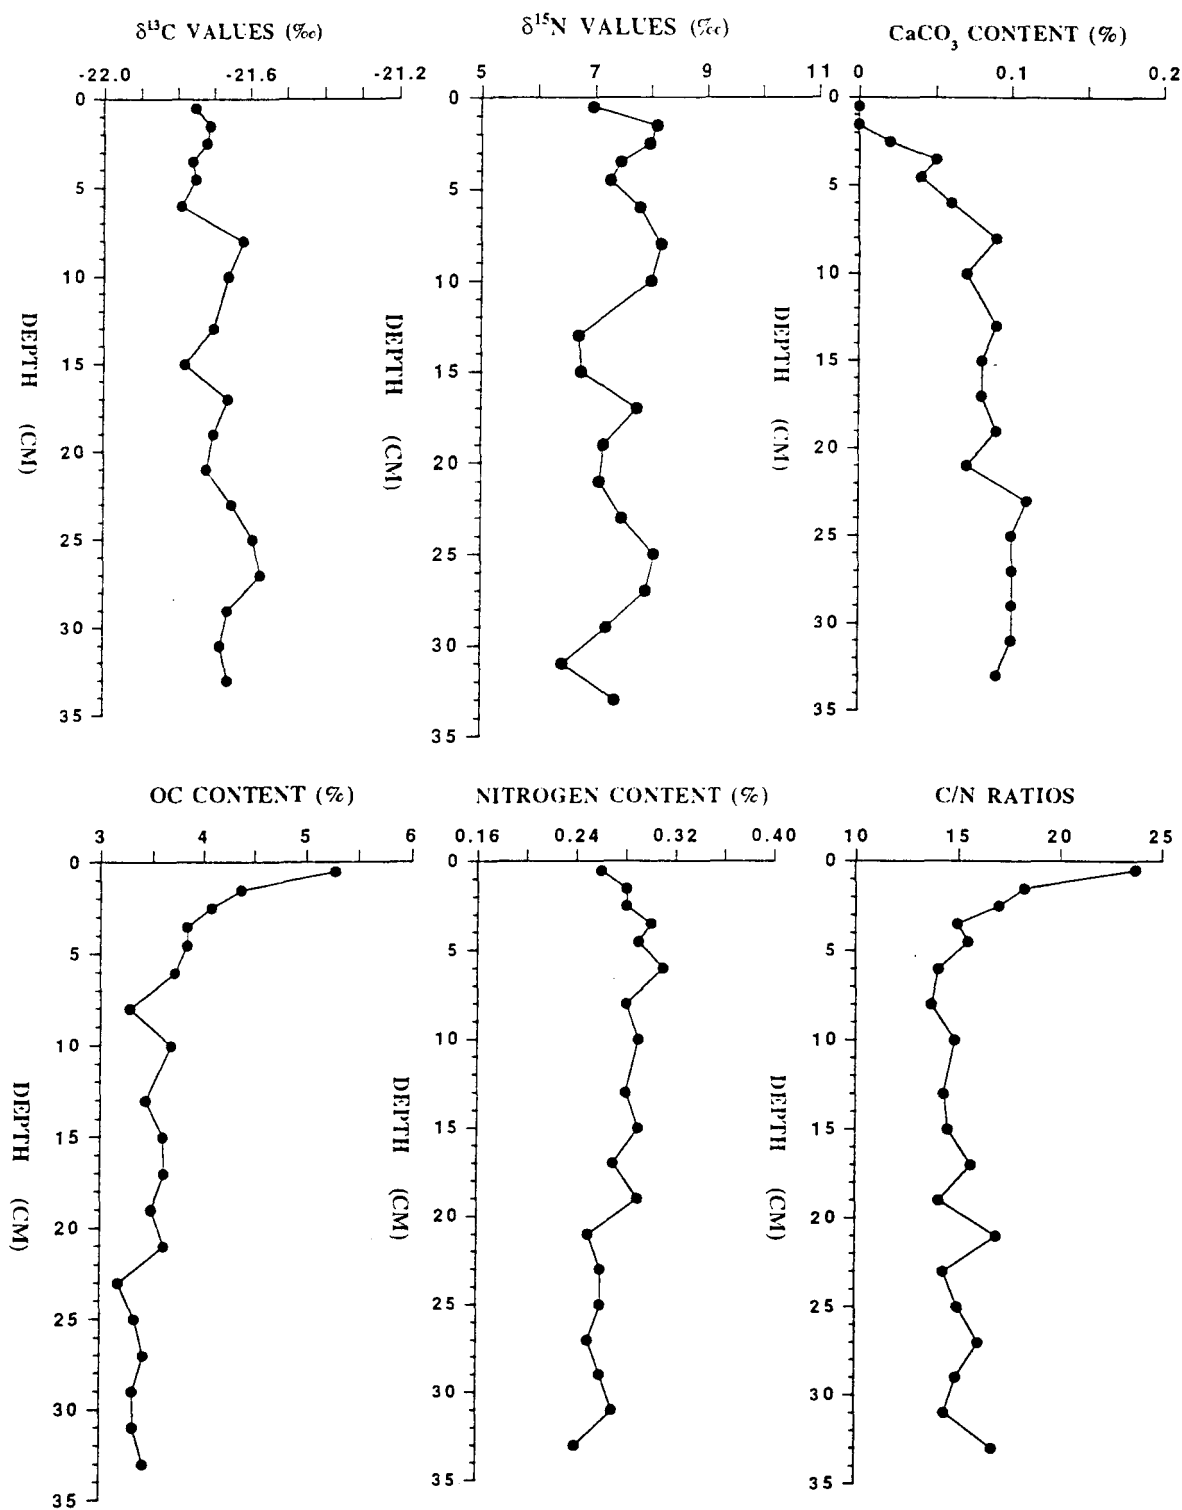 δ¹³C VALUES (‰)
-22.0 -21.6 -21.2
0
5
10
15
20
25
30
35
DEPTH (CM)
δ¹⁵N VALUES (‰)
5 7 9 11
0
5
10
15
20
25
30
35
DEPTH (CM)
CaCO₃ CONTENT (%)
0 0.1 0.2
0
5
10
15
20
25
30
35
DEPTH (CM)
OC CONTENT (%)
3 4 5 6
0
5
10
15
20
25
30
35
DEPTH (CM)
NITROGEN CONTENT (%)
0.16 0.24 0.32 0.40
0
5
10
15
20
25
30
35
DEPTH (CM)
C/N RATIOS
10 15 20 25
0
5
10
15
20
25
30
35
DEPTH (CM)